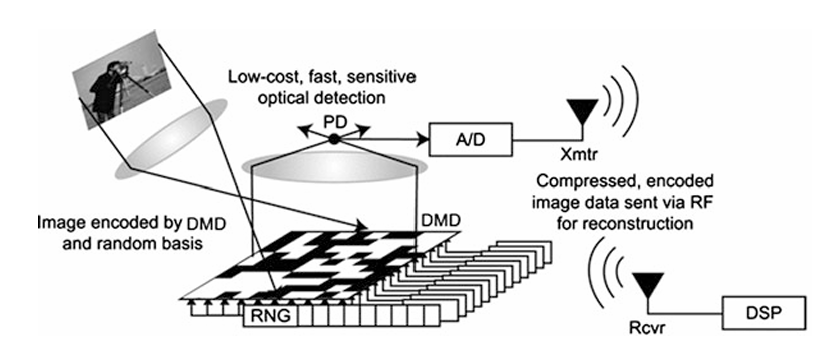 Low-cost, fast, sensitive
optical detection
PD
A/D
Xmtr
Compressed, encoded
image data sent via RF
for reconstruction
Image encoded by DMD
and random basis
DMD
RNG
Rcvr
DSP